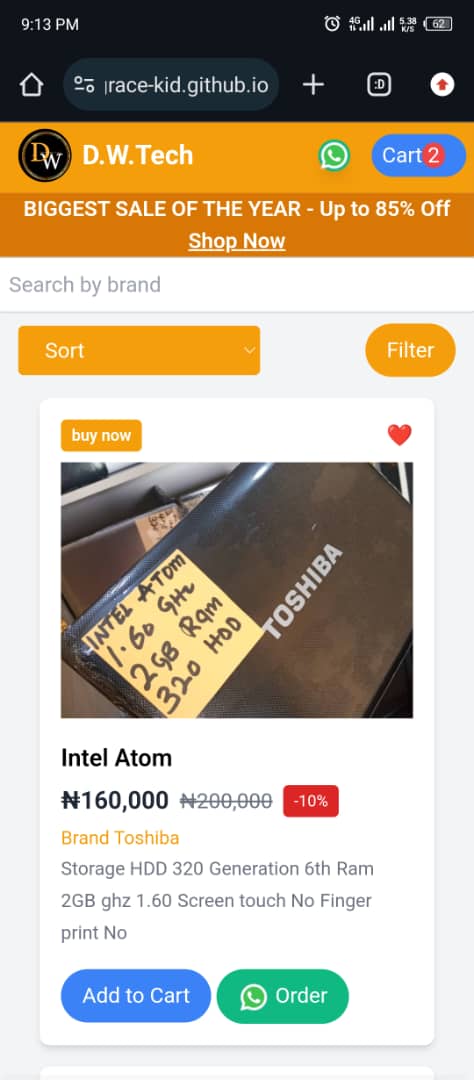 9:13 PM
4G 5.38 K/S 62
race-kid.github.io
:D
DW D.W.Tech
Cart 2
BIGGEST SALE OF THE YEAR - Up to 85% Off
Shop Now
Search by brand
Sort
Filter
buy now
INTEL ATOM
1.60 GHz
2GB Ram
320 HDD
TOSHIBA
Intel Atom
₦160,000 ₦200,000 -10%
Brand Toshiba
Storage HDD 320 Generation 6th Ram
2GB ghz 1.60 Screen touch No Finger
print No
Add to Cart
Order